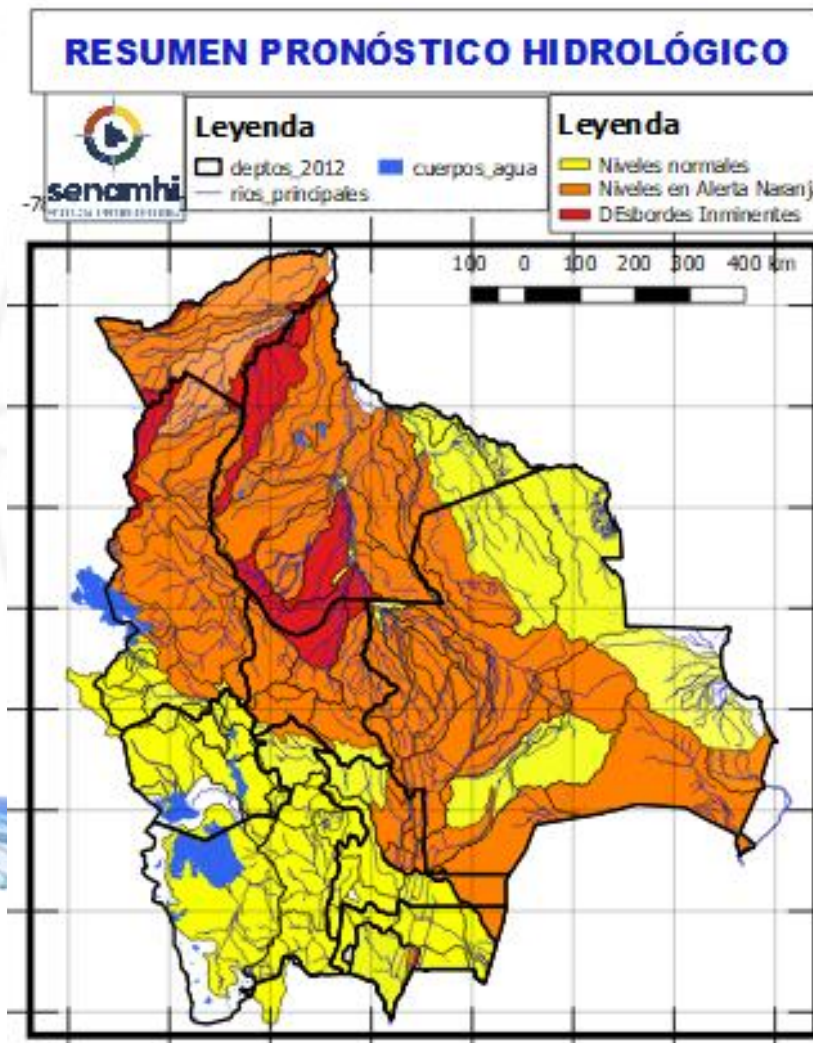 RESUMEN PRONÓSTICO HIDROLÓGICO
senamhi
Leyenda
deptos_2012
cuerpos_agua
rios_principales
Leyenda
Niveles normales
Niveles en Alerta Naranj
DEsbordes Inminentes
100 0 100 200 300 400 km